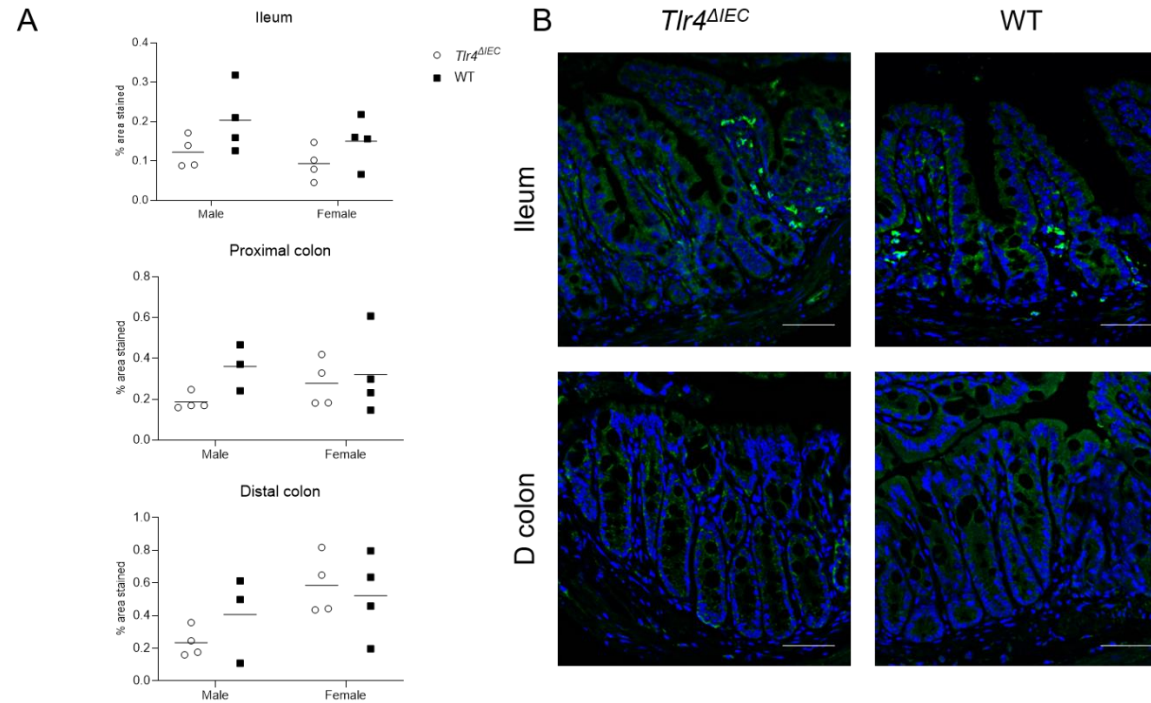 A
Ileum
% area stained
0.4
0.3
0.2
0.1
0.0
Male Female
Tlr4ΔIEC
WT
Proximal colon
% area stained
0.8
0.6
0.4
0.2
0.0
Male Female
Distal colon
% area stained
1.0
0.8
0.6
0.4
0.2
0.0
Male Female
B
Tlr4ΔIEC WT
Ileum
D colon